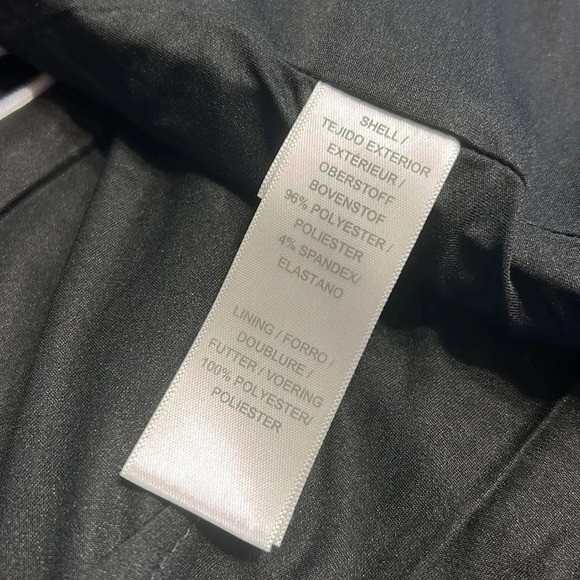 SHELL /
TEJIDO EXTERIOR
EXTÉRIEUR /
OBERSTOFF
BOVENSTOF
96% POLYESTER /
POLIESTER
4% SPANDEX/
ELASTANO
LINING / FORRO /
DOUBLURE /
FUTTER / VOERING
100% POLYESTER/
POLIESTER